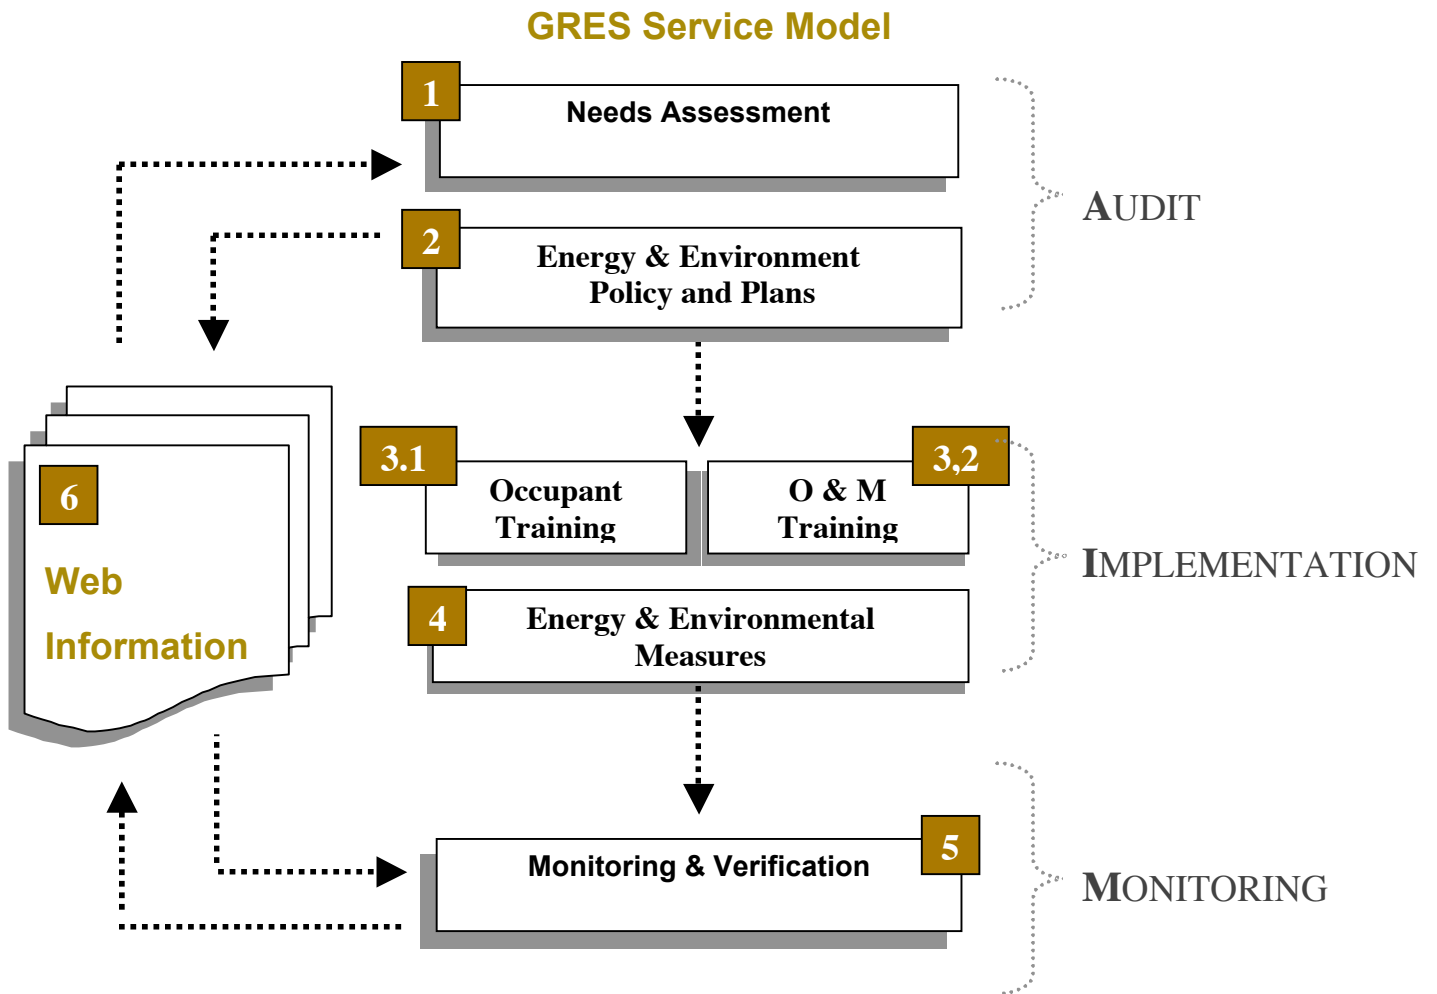 GRES Service Model
1
Needs Assessment
AUDIT
2
Energy & Environment
Policy and Plans
3.1
Occupant
Training
3,2
O & M
Training
IMPLEMENTATION
4
Energy & Environmental
Measures
6
Web
Information
5
Monitoring & Verification
MONITORING